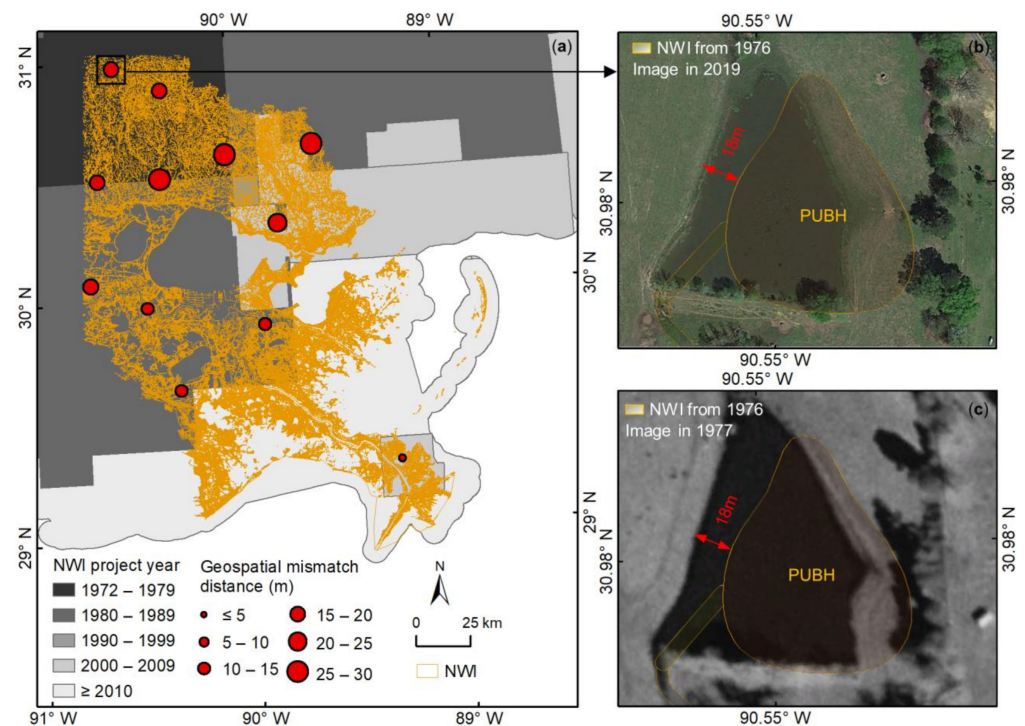 90° W
89° W
(a)
31° N
30° N
29° N
30° N
29° N
91° W
90° W
89° W
NWI project year
1972 – 1979
1980 – 1989
1990 – 1999
2000 – 2009
≥ 2010
Geospatial mismatch
distance (m)
≤ 5
5 – 10
10 – 15
15 – 20
20 – 25
25 – 30
N
0 25 km
NWI
90.55° W
NWI from 1976
Image in 2019
(b)
18m
PUBH
30.98° N
30.98° N
90.55° W
90.55° W
NWI from 1976
Image in 1977
(c)
18m
PUBH
30.98° N
30.98° N
90.55° W